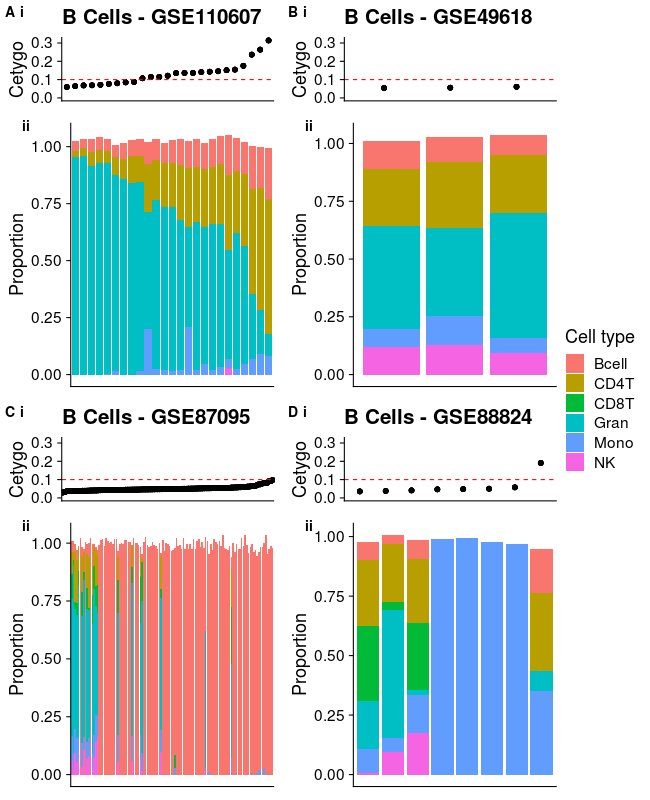 A i
B Cells - GSE110607
Cetygo
0.3
0.2
0.1
0.0
ii
Proportion
1.00
0.75
0.50
0.25
0.00
B i
B Cells - GSE49618
Cetygo
0.3
0.2
0.1
0.0
ii
Proportion
1.00
0.75
0.50
0.25
0.00
Cell type
Bcell
CD4T
CD8T
Gran
Mono
NK
C i
B Cells - GSE87095
Cetygo
0.3
0.2
0.1
0.0
ii
Proportion
1.00
0.75
0.50
0.25
0.00
D i
B Cells - GSE88824
Cetygo
0.3
0.2
0.1
0.0
ii
Proportion
1.00
0.75
0.50
0.25
0.00